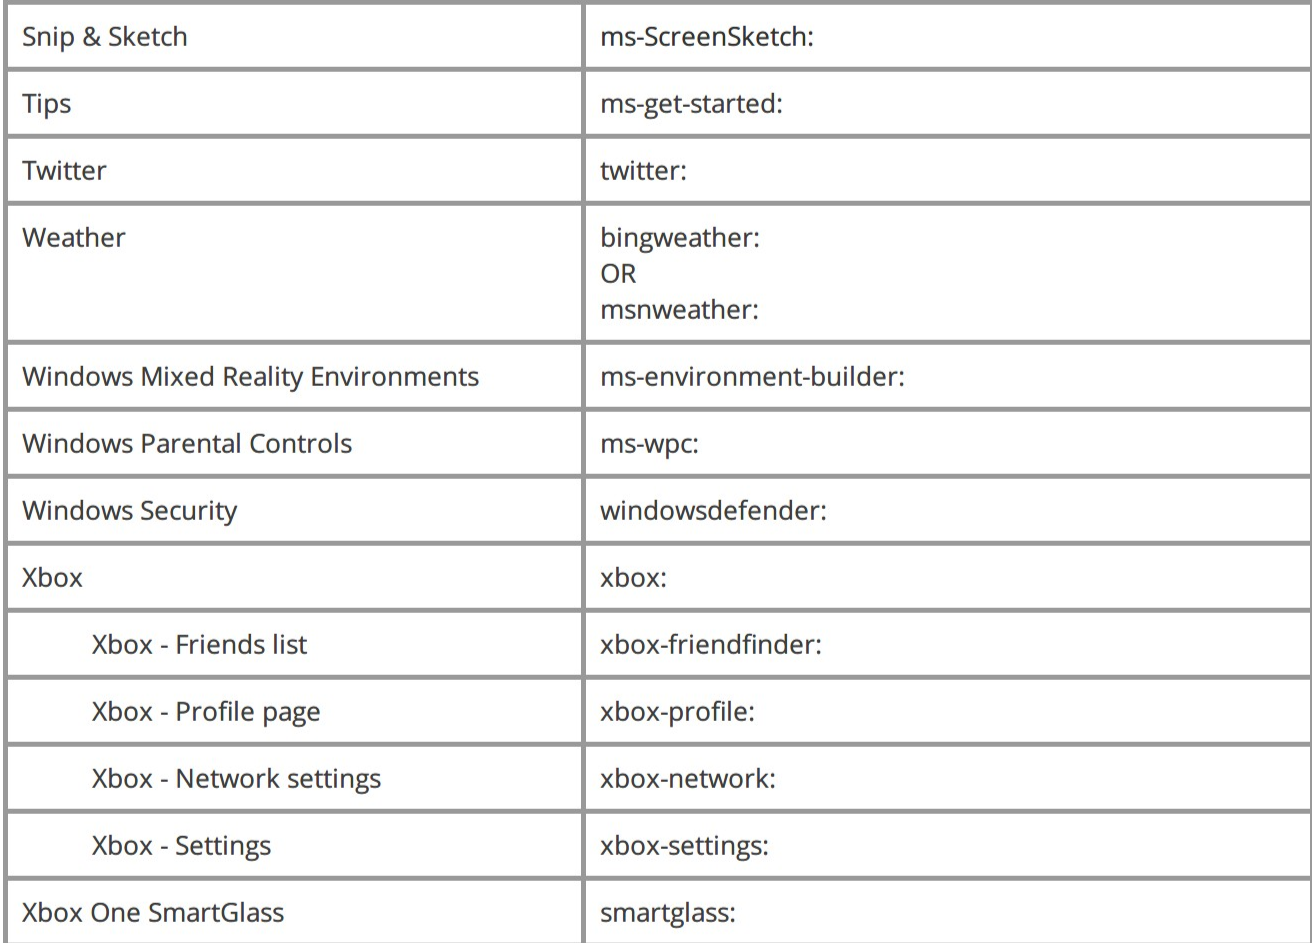 Snip & Sketch ms-ScreenSketch:
Tips ms-get-started:
Twitter twitter:
Weather bingweather:
OR
msnweather:
Windows Mixed Reality Environments ms-environment-builder:
Windows Parental Controls ms-wpc:
Windows Security windowsdefender:
Xbox xbox:
Xbox - Friends list xbox-friendfinder:
Xbox - Profile page xbox-profile:
Xbox - Network settings xbox-network:
Xbox - Settings xbox-settings:
Xbox One SmartGlass smartglass: